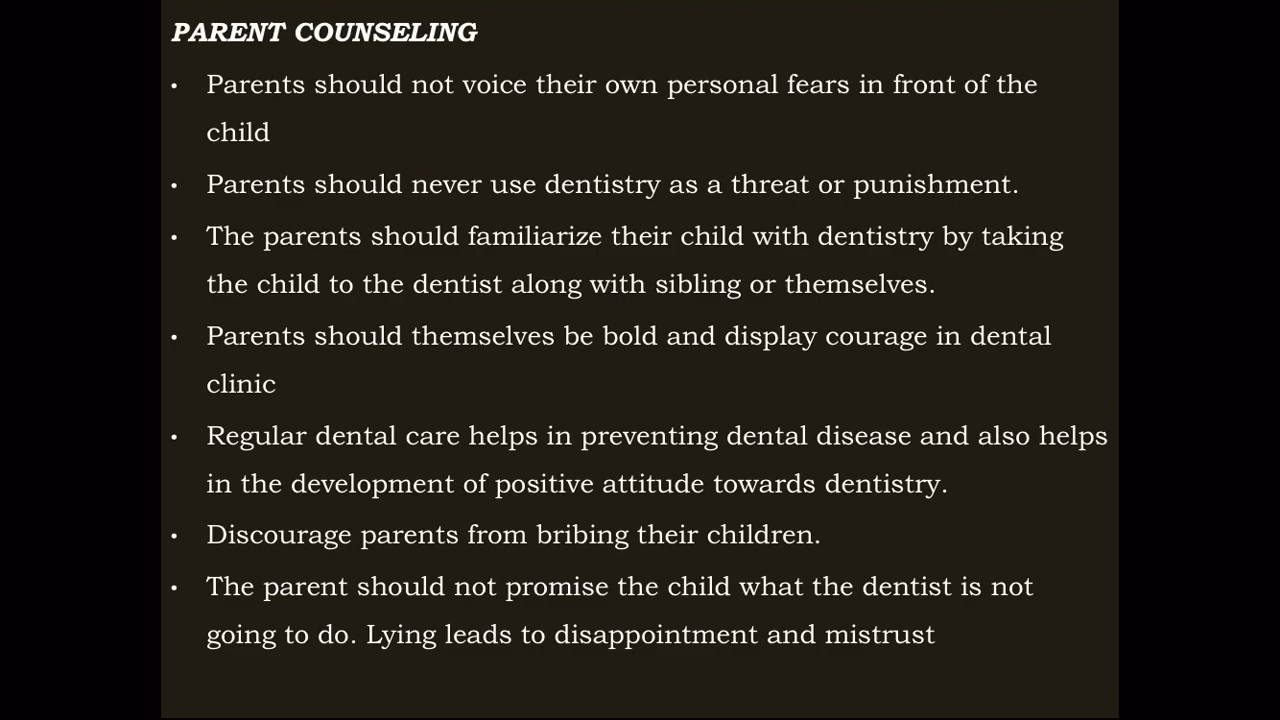 PARENT COUNSELING
• Parents should not voice their own personal fears in front of the
child
• Parents should never use dentistry as a threat or punishment.
• The parents should familiarize their child with dentistry by taking
the child to the dentist along with sibling or themselves.
• Parents should themselves be bold and display courage in dental
clinic
• Regular dental care helps in preventing dental disease and also helps
in the development of positive attitude towards dentistry.
• Discourage parents from bribing their children.
• The parent should not promise the child what the dentist is not
going to do. Lying leads to disappointment and mistrust